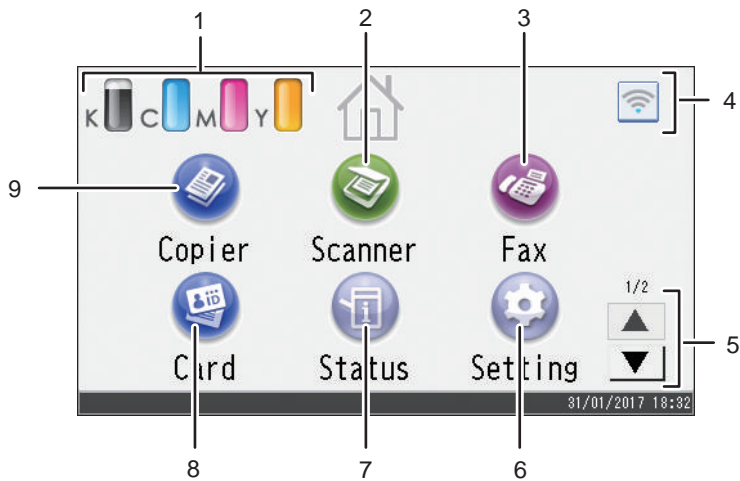 1
2
3
K C M Y
4
9
Copier Scanner Fax
iD
i
1/2
5
Card Status Setting
31/01/2017 18:32
8
7
6